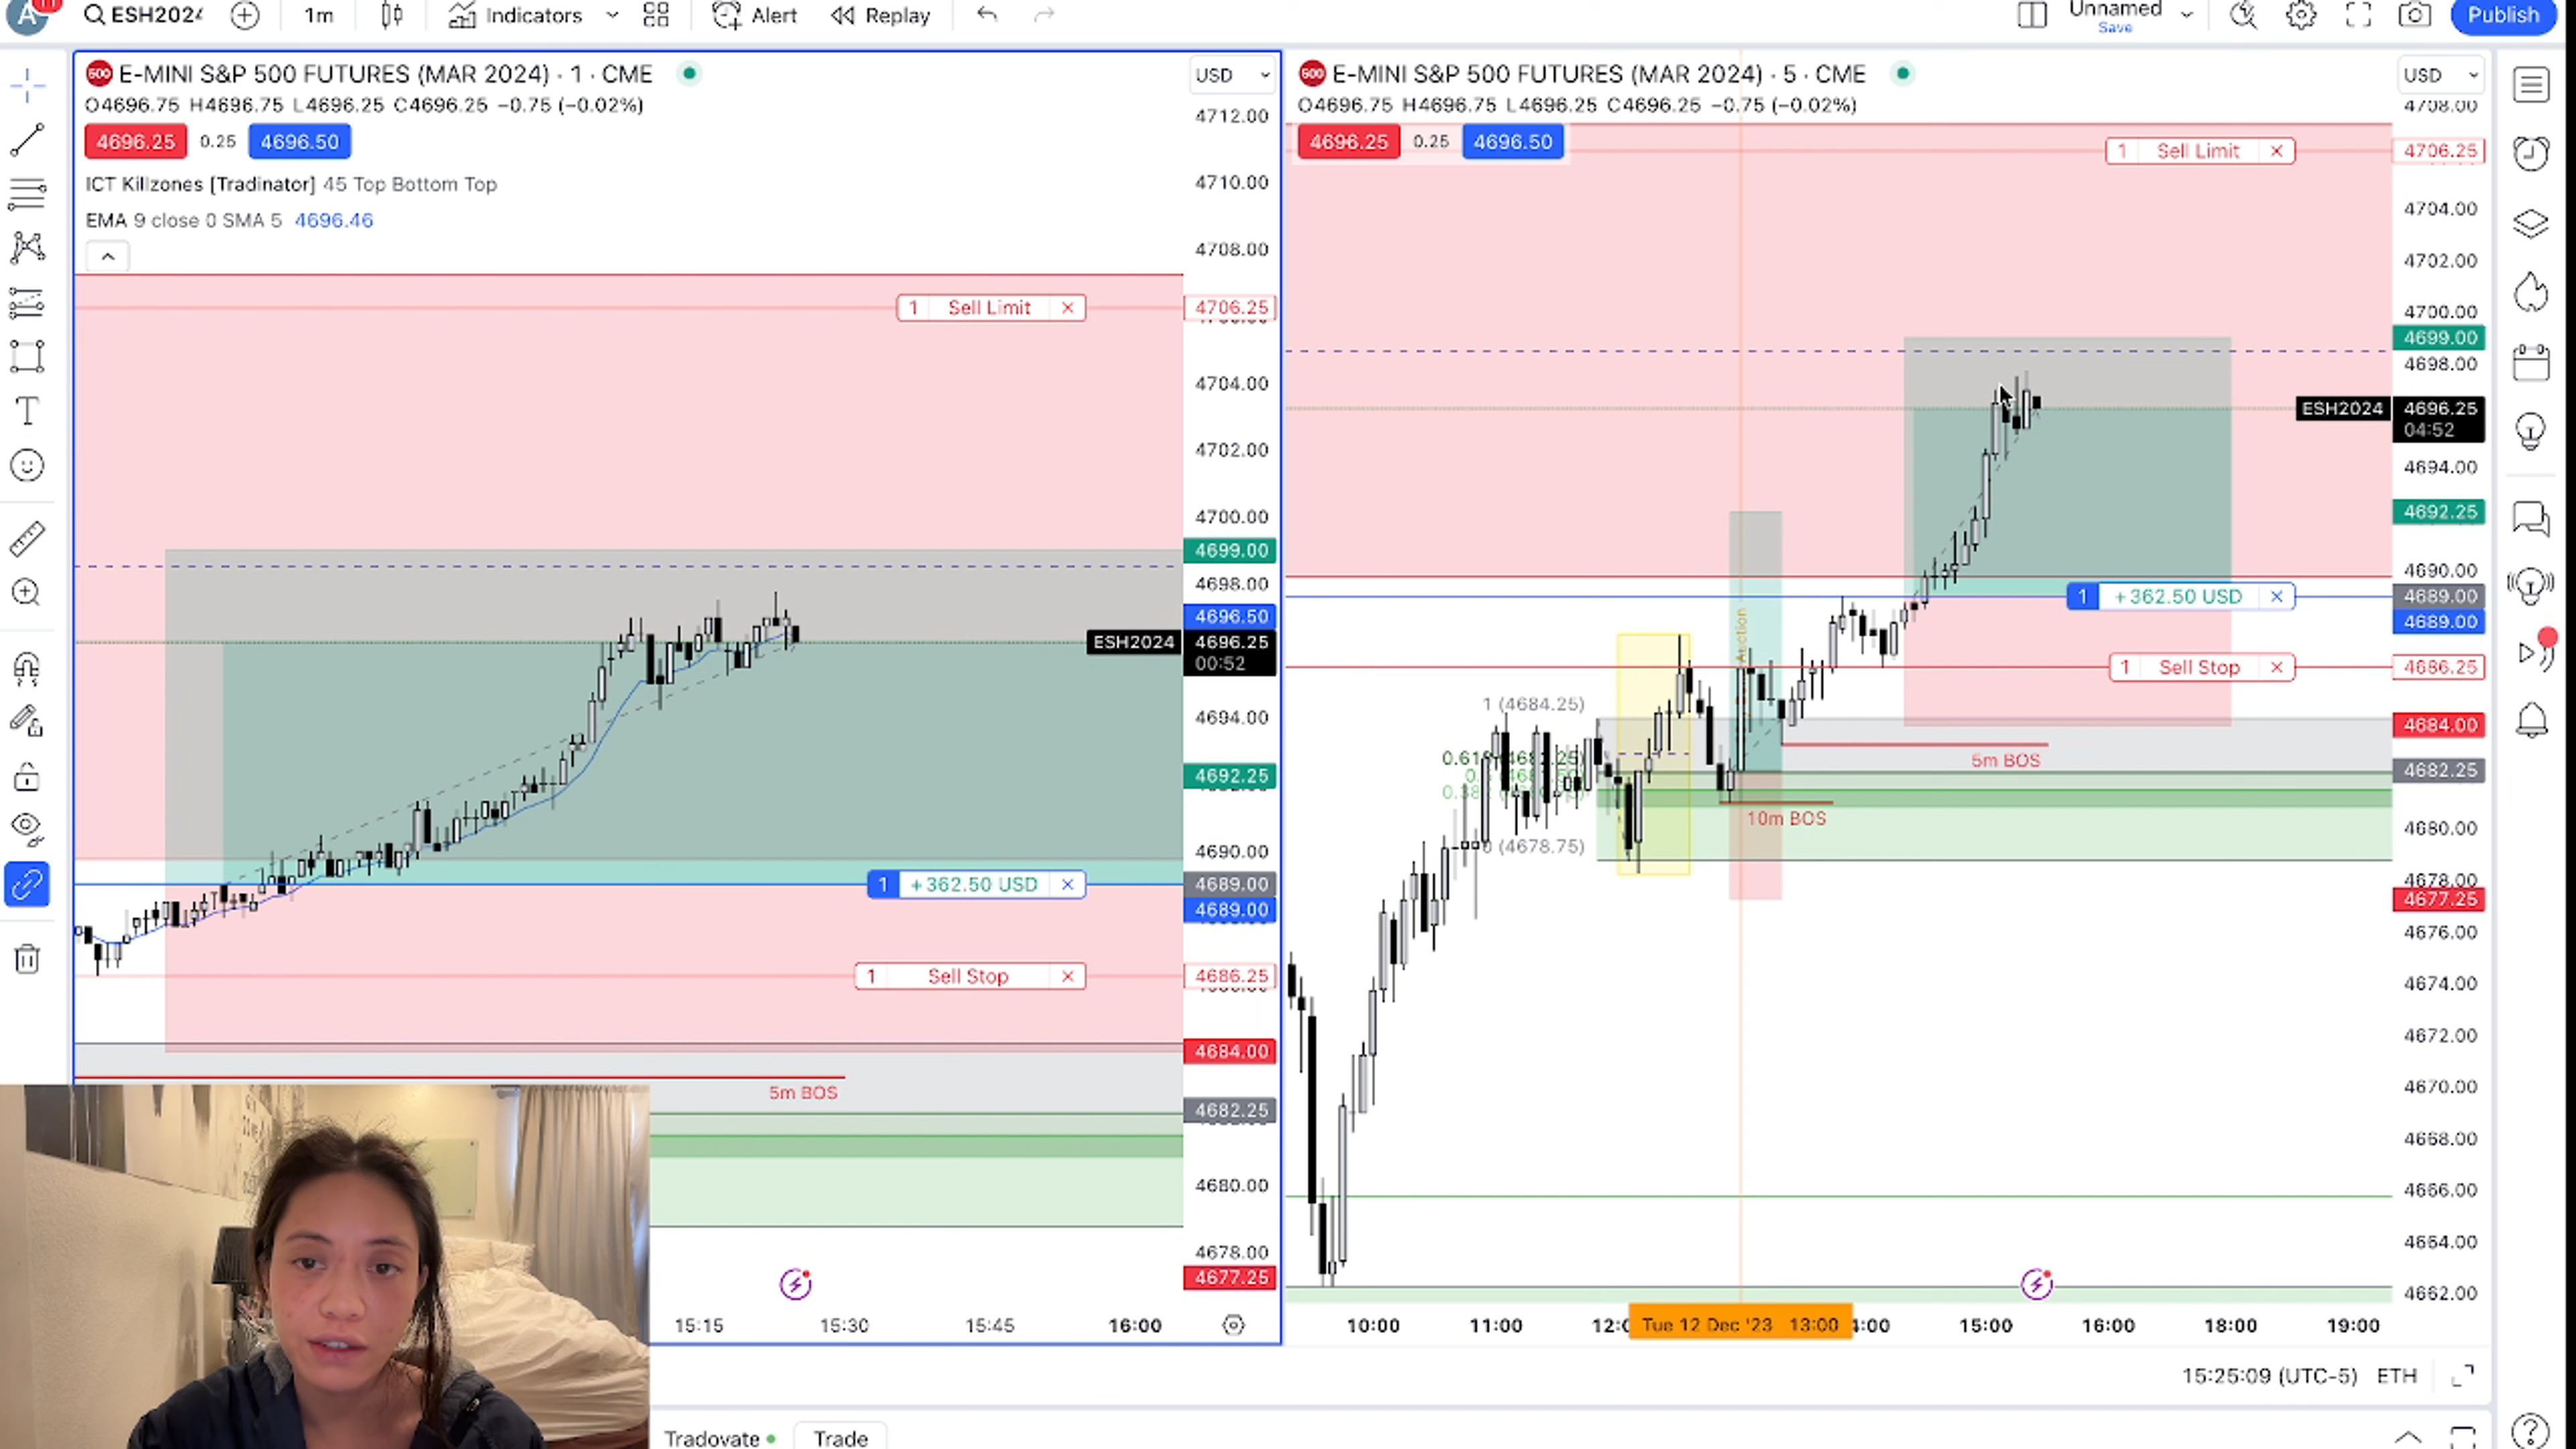 A 11 ESH2024 1m Indicators Alert Replay Unnamed Save Publish
500 E-MINI S&P 500 FUTURES (MAR 2024) · 1 · CME USD
O4696.75 H4696.75 L4696.25 C4696.25 −0.75 (−0.02%)
4696.25 0.25 4696.50
ICT Killzones [Tradinator] 45 Top Bottom Top
EMA 9 close 0 SMA 5 4696.46
4712.00
4710.00
4708.00
1 Sell Limit × 4706.25
4704.00
4702.00
4700.00
4699.00
4698.00
4696.50
ESH2024 4696.25
00:52
4694.00
4692.25
4690.00
1 +362.50 USD × 4689.00
4689.00
1 Sell Stop × 4686.25
4684.00
5m BOS
4682.25
4680.00
4678.00
4677.25
15:15 15:30 15:45 16:00
500 E-MINI S&P 500 FUTURES (MAR 2024) · 5 · CME USD
O4696.75 H4696.75 L4696.25 C4696.25 −0.75 (−0.02%)
4708.00
4696.25 0.25 4696.50
1 Sell Limit × 4706.25
4704.00
4702.00
4700.00
4699.00
4698.00
ESH2024 4696.25
04:52
4694.00
4692.25
4690.00
1 +362.50 USD × 4689.00
4689.00
Auction
1 Sell Stop × 4686.25
1 (4684.25)
4684.00
5m BOS
4682.25
10m BOS
4680.00
(4678.75)
4678.00
4677.25
4676.00
4674.00
4672.00
4670.00
4668.00
4666.00
4664.00
4662.00
10:00 11:00 Tue 12 Dec '23 13:00 15:00 16:00 18:00 19:00
15:25:09 (UTC-5) ETH
Tradovate Trade